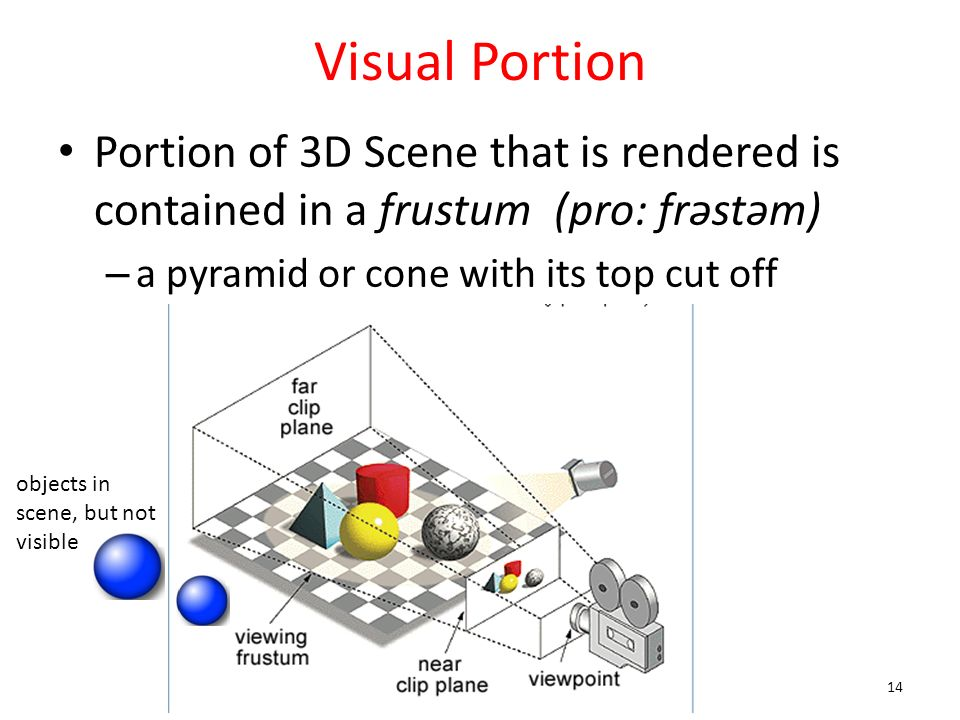 Visual Portion
• Portion of 3D Scene that is rendered is
contained in a frustum (pro: frəstəm)
– a pyramid or cone with its top cut off
far
clip
plane
objects in
scene, but not
visible
viewing
frustum
near
clip plane
viewpoint
14